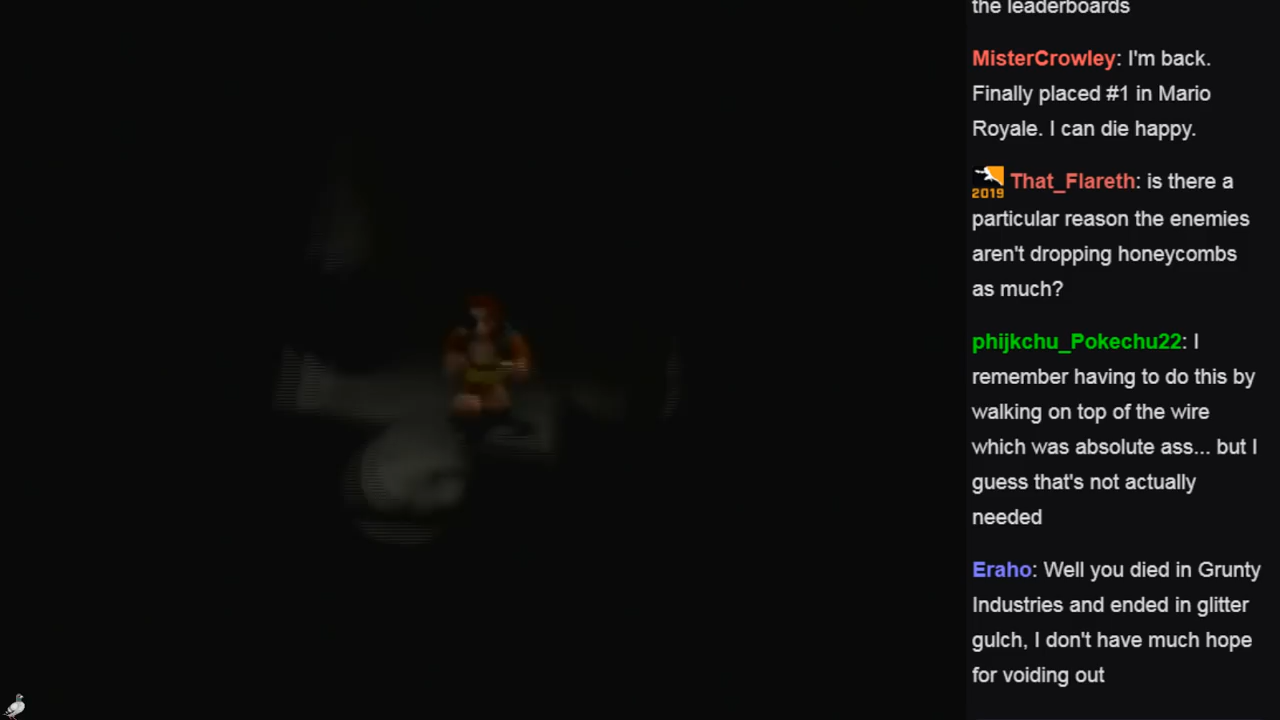 the leaderboards
MisterCrowley: I'm back.
Finally placed #1 in Mario
Royale. I can die happy.
2019 That_Flareth: is there a
particular reason the enemies
aren't dropping honeycombs
as much?
phijkchu_Pokechu22: I
remember having to do this by
walking on top of the wire
which was absolute ass... but I
guess that's not actually
needed
Eraho: Well you died in Grunty
Industries and ended in glitter
gulch, I don't have much hope
for voiding out